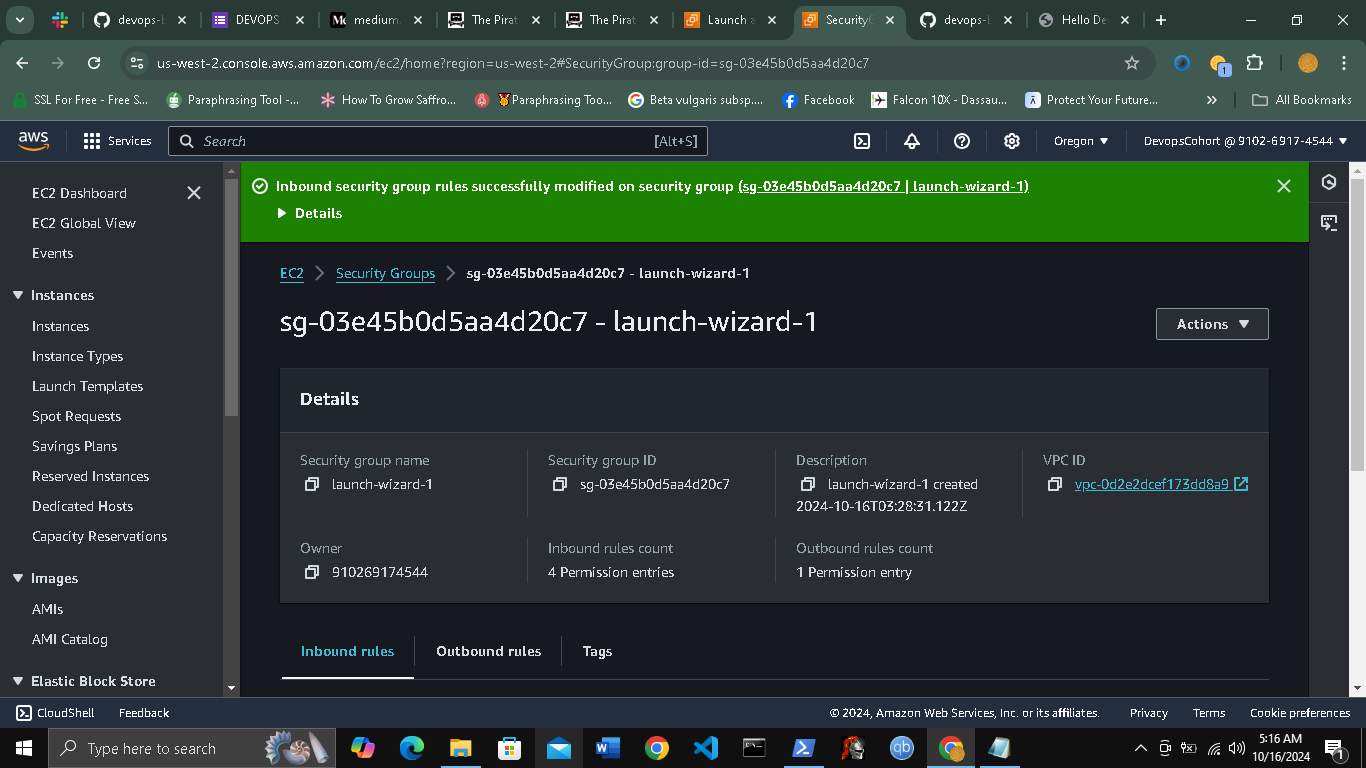 devops-b
DEVOPS
medium.
The Pirat
The Pirat
Launch a
SecurityG
devops-b
Hello De
us-west-2.console.aws.amazon.com/ec2/home?region=us-west-2#SecurityGroup:group-id=sg-03e45b0d5aa4d20c7
1
SSL For Free - Free S...
Paraphrasing Tool -...
How To Grow Saffro...
Paraphrasing Too...
Beta vulgaris subsp....
Facebook
Falcon 10X - Dassau...
Protect Your Future...
All Bookmarks
aws
Services
Search
[Alt+S]
Oregon
DevopsCohort @ 9102-6917-4544
EC2 Dashboard
EC2 Global View
Events
Instances
Instances
Instance Types
Launch Templates
Spot Requests
Savings Plans
Reserved Instances
Dedicated Hosts
Capacity Reservations
Images
AMIs
AMI Catalog
Elastic Block Store
Inbound security group rules successfully modified on security group (sg-03e45b0d5aa4d20c7 | launch-wizard-1)
Details
EC2 > Security Groups > sg-03e45b0d5aa4d20c7 - launch-wizard-1
sg-03e45b0d5aa4d20c7 - launch-wizard-1
Actions
Details
Security group name
launch-wizard-1
Security group ID
sg-03e45b0d5aa4d20c7
Description
launch-wizard-1 created
2024-10-16T03:28:31.122Z
VPC ID
vpc-0d2e2dcef173dd8a9
Owner
910269174544
Inbound rules count
4 Permission entries
Outbound rules count
1 Permission entry
Inbound rules
Outbound rules
Tags
CloudShell
Feedback
© 2024, Amazon Web Services, Inc. or its affiliates.
Privacy
Terms
Cookie preferences
Type here to search
qb
5:16 AM
10/16/2024
1